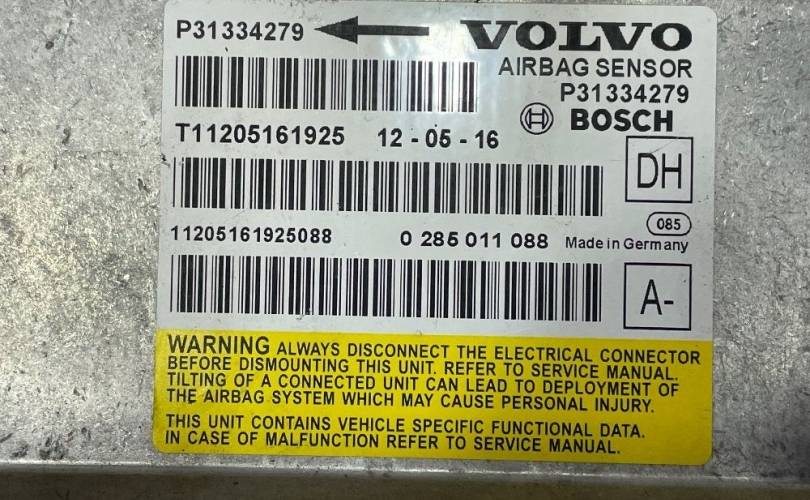 P31334279 VOLVO
AIRBAG SENSOR
P31334279
BOSCH
T11205161925 12-05-16
DH
085
11205161925088 0 285 011 088 Made in Germany
A-
WARNING ALWAYS DISCONNECT THE ELECTRICAL CONNECTOR
BEFORE DISMOUNTING THIS UNIT. REFER TO SERVICE MANUAL.
TILTING OF A CONNECTED UNIT CAN LEAD TO DEPLOYMENT OF
THE AIRBAG SYSTEM WHICH MAY CAUSE PERSONAL INJURY.
THIS UNIT CONTAINS VEHICLE SPECIFIC FUNCTIONAL DATA.
IN CASE OF MALFUNCTION REFER TO SERVICE MANUAL.